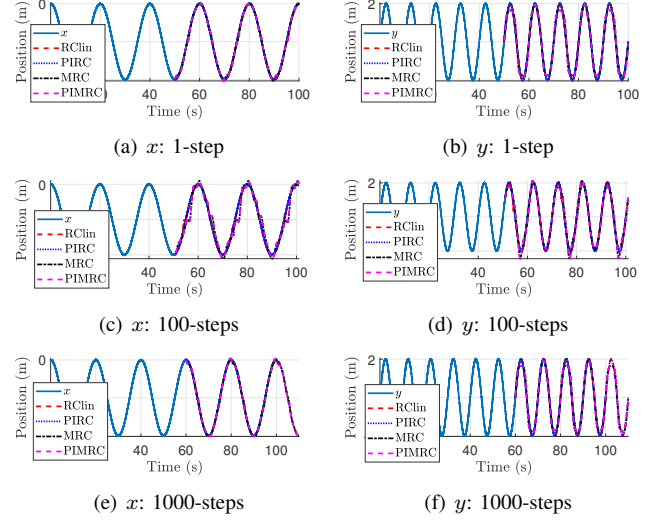 0
Position (m)
x
RClin
PIRC
MRC
PIMRC
20 40 60 80 100
Time (s)
(a) x: 1-step
2
Position (m)
y
RClin
PIRC
MRC
PIMRC
40 60 80 100
Time (s)
(b) y: 1-step
0
Position (m)
x
RClin
PIRC
MRC
PIMRC
40 60 80 100
Time (s)
(c) x: 100-steps
2
Position (m)
y
RClin
PIRC
MRC
PIMRC
40 60 80 100
Time (s)
(d) y: 100-steps
0
Position (m)
x
RClin
PIRC
MRC
PIMRC
40 60 80 100
Time (s)
(e) x: 1000-steps
2
Position (m)
y
RClin
PIRC
MRC
PIMRC
40 60 80 100
Time (s)
(f) y: 1000-steps